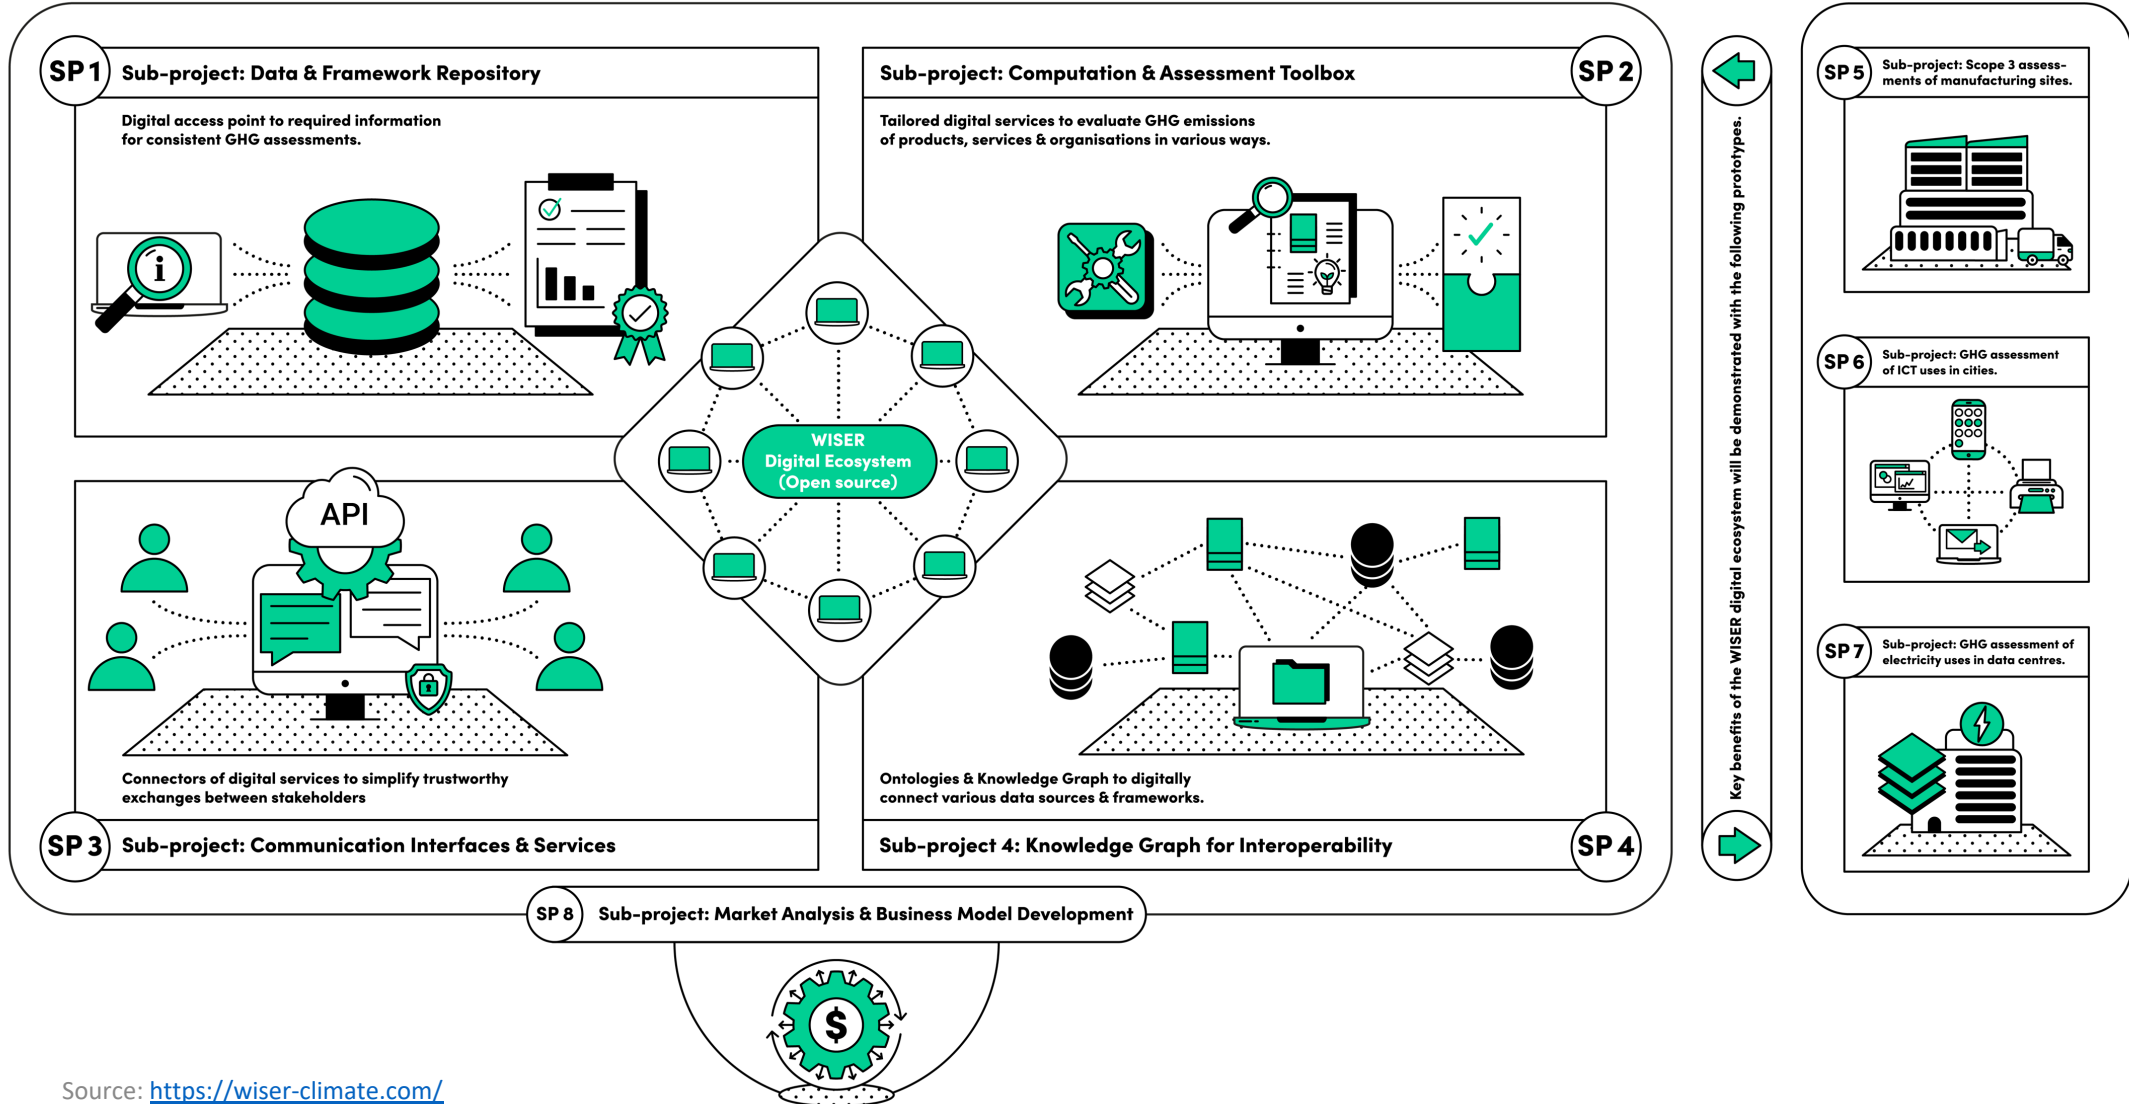 SP 1
Sub-project: Data & Framework Repository
Digital access point to required information
for consistent GHG assessments.
i
Sub-project: Computation & Assessment Toolbox
SP 2
Tailored digital services to evaluate GHG emissions
of products, services & organisations in various ways.
WISER
Digital Ecosystem
(Open source)
API
Connectors of digital services to simplify trustworthy
exchanges between stakeholders
SP 3
Sub-project: Communication Interfaces & Services
Ontologies & Knowledge Graph to digitally
connect various data sources & frameworks.
Sub-project 4: Knowledge Graph for Interoperability
SP 4
SP 8
Sub-project: Market Analysis & Business Model Development
$
Key benefits of the WISER digital ecosystem will be demonstrated with the following prototypes.
SP 5
Sub-project: Scope 3 assess-
ments of manufacturing sites.
SP 6
Sub-project: GHG assessment
of ICT uses in cities.
SP 7
Sub-project: GHG assessment of
electricity uses in data centres.
Source: https://wiser-climate.com/